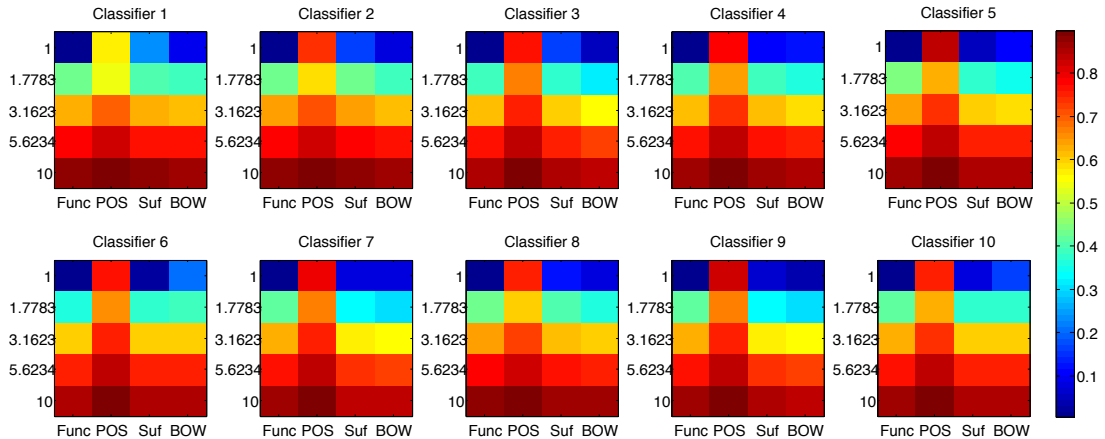 Classifier 1 Classifier 2 Classifier 3 Classifier 4 Classifier 5
1 1 1 1 1
1.7783 1.7783 1.7783 1.7783 1.7783
3.1623 3.1623 3.1623 3.1623 3.1623
5.6234 5.6234 5.6234 5.6234 5.6234
10 10 10 10 10
Func POS Suf BOW Func POS Suf BOW Func POS Suf BOW Func POS Suf BOW Func POS Suf BOW
Classifier 6 Classifier 7 Classifier 8 Classifier 9 Classifier 10
1 1 1 1 1
1.7783 1.7783 1.7783 1.7783 1.7783
3.1623 3.1623 3.1623 3.1623 3.1623
5.6234 5.6234 5.6234 5.6234 5.6234
10 10 10 10 10
Func POS Suf BOW Func POS Suf BOW Func POS Suf BOW Func POS Suf BOW Func POS Suf BOW
0.8
0.7
0.6
0.5
0.4
0.3
0.2
0.1